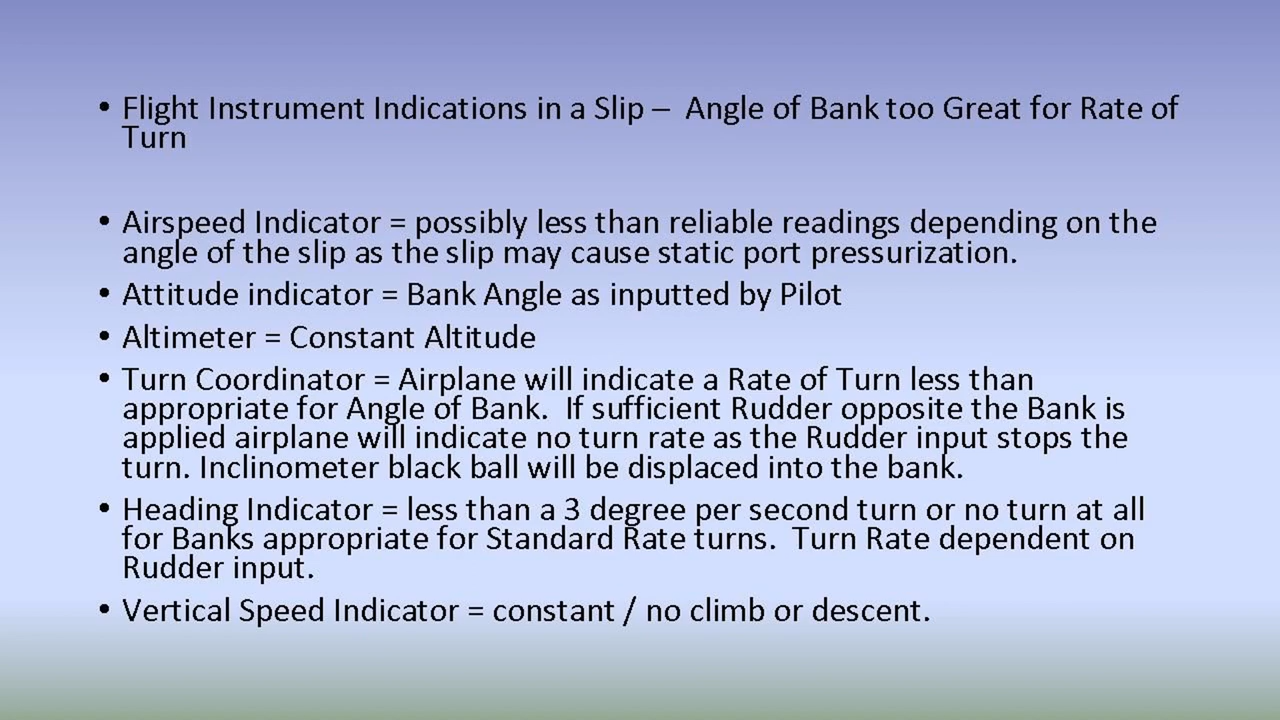 • Flight Instrument Indications in a Slip –  Angle of Bank too Great for Rate of
Turn
• Airspeed Indicator = possibly less than reliable readings depending on the
angle of the slip as the slip may cause static port pressurization.
• Attitude indicator = Bank Angle as inputted by Pilot
• Altimeter = Constant Altitude
• Turn Coordinator = Airplane will indicate a Rate of Turn less than
appropriate for Angle of Bank.  If sufficient Rudder opposite the Bank is
applied airplane will indicate no turn rate as the Rudder input stops the
turn. Inclinometer black ball will be displaced into the bank.
• Heading Indicator = less than a 3 degree per second turn or no turn at all
for Banks appropriate for Standard Rate turns.  Turn Rate dependent on
Rudder input.
• Vertical Speed Indicator = constant / no climb or descent.